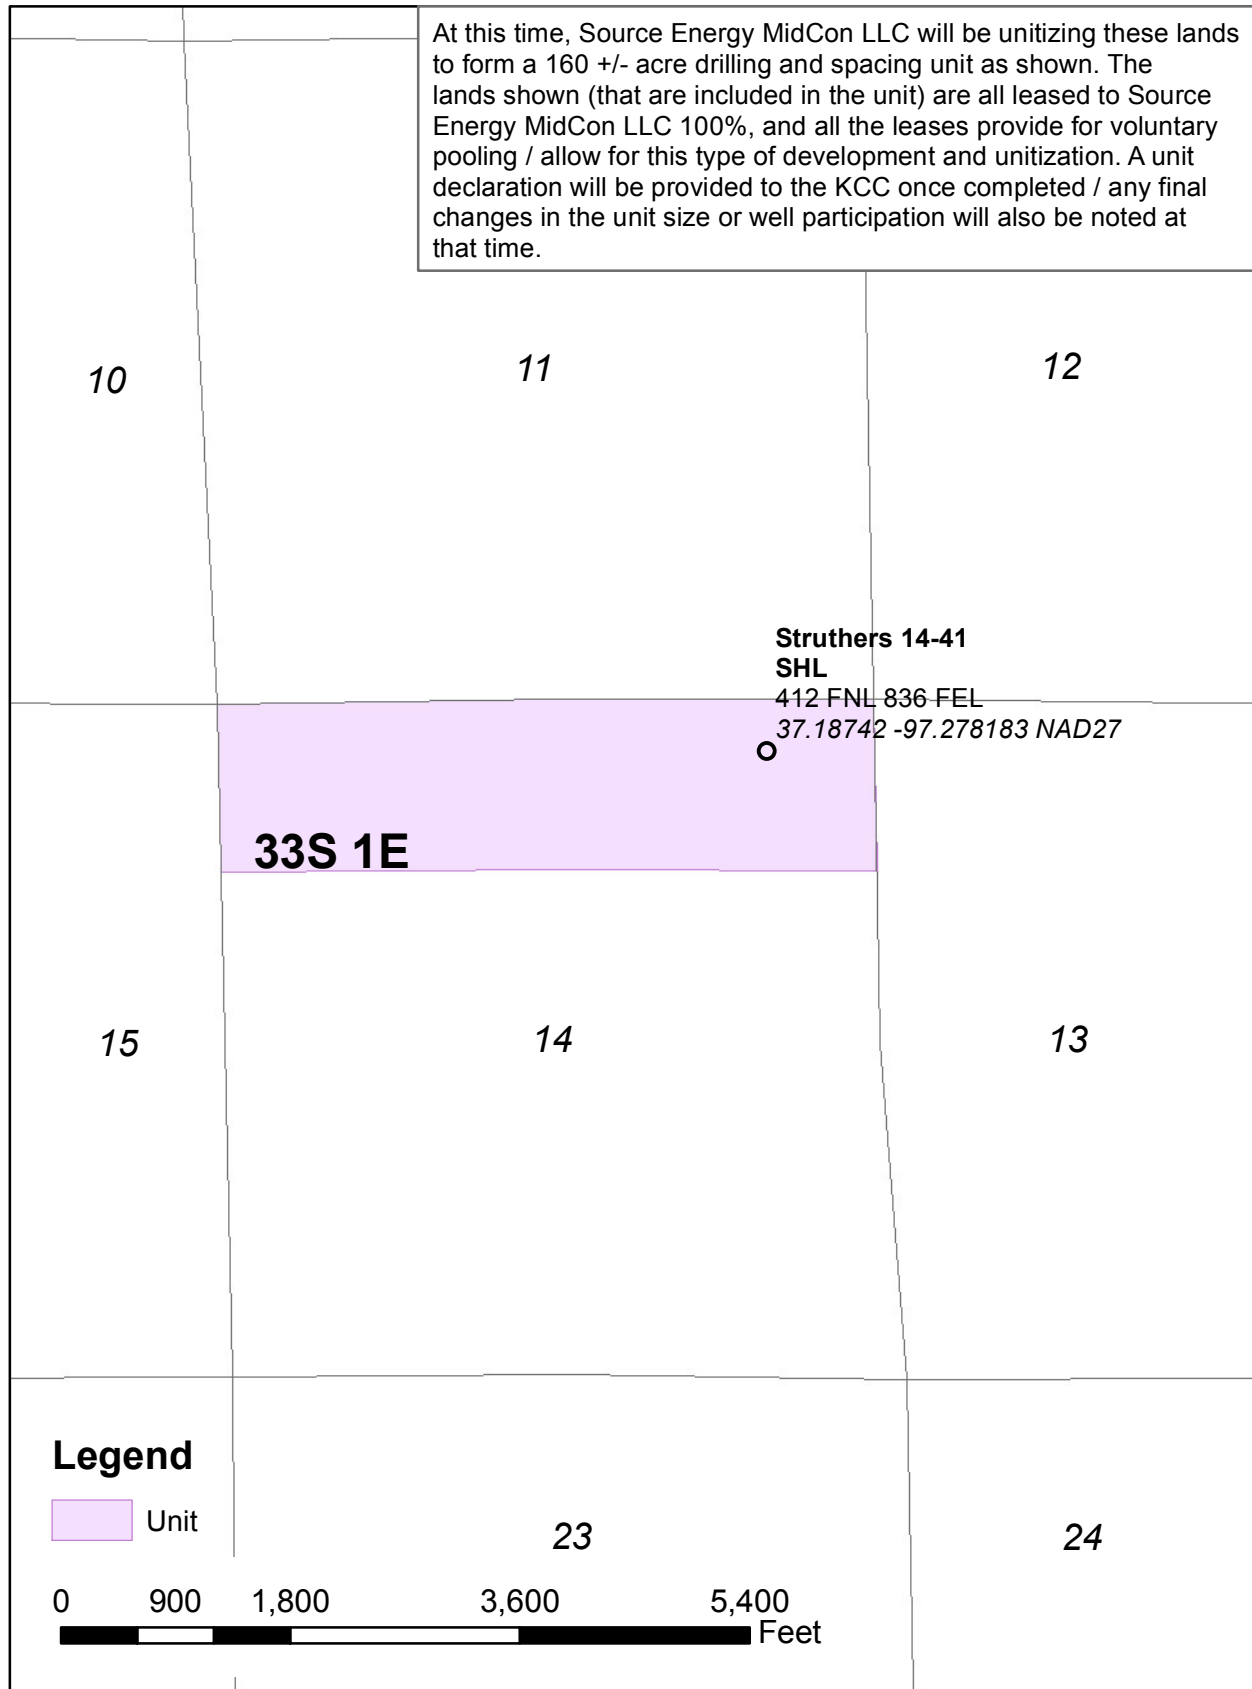 At this time, Source Energy MidCon LLC will be unitizing these lands
to form a 160 +/- acre drilling and spacing unit as shown. The
lands shown (that are included in the unit) are all leased to Source
Energy MidCon LLC 100%, and all the leases provide for voluntary
pooling / allow for this type of development and unitization. A unit
declaration will be provided to the KCC once completed / any final
changes in the unit size or well participation will also be noted at
that time.
10
11
12
Struthers 14-41
SHL
412 FNL 836 FEL
37.18742 -97.278183 NAD27
33S 1E
15
14
13
Legend
Unit
23
24
0 900 1,800 3,600 5,400
Feet